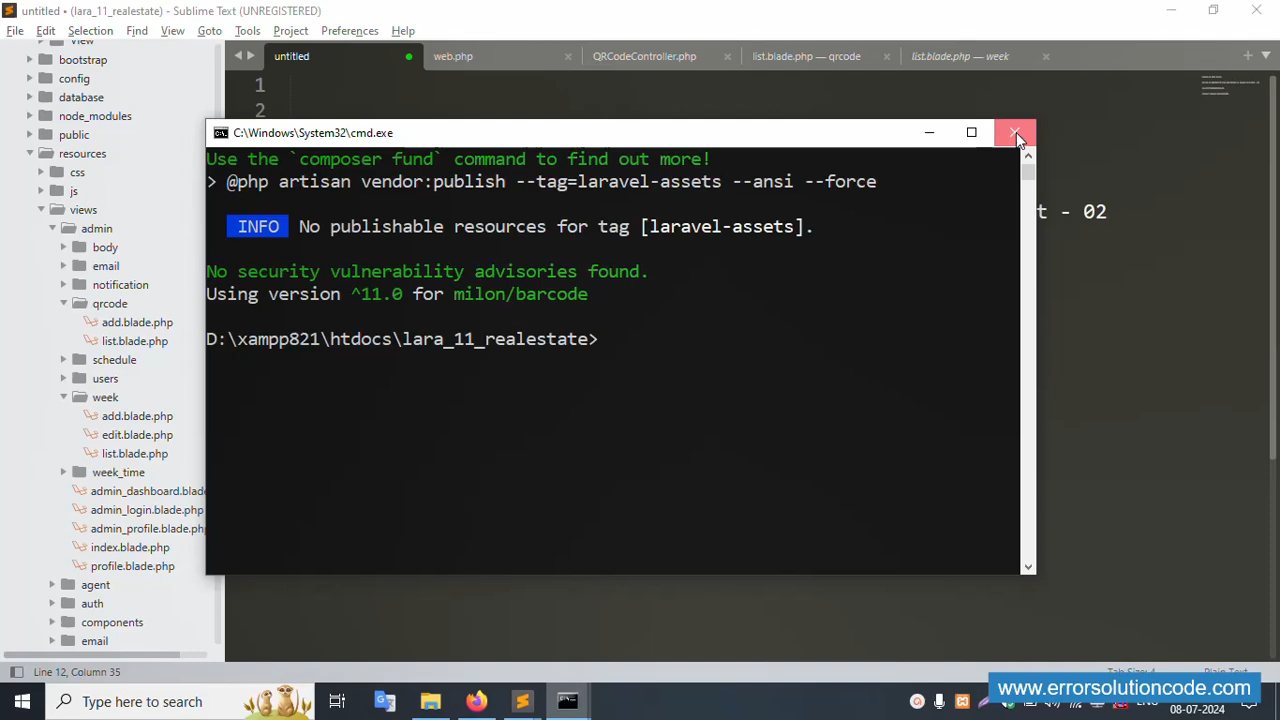 untitled • (lara_11_realestate) - Sublime Text (UNREGISTERED)
File Edit Selection Find View Goto Tools Project Preferences Help
view
bootstrap
config
database
node_modules
public
resources
css
js
views
admin
body
email
notification
qrcode
add.blade.php
list.blade.php
schedule
users
week
add.blade.php
edit.blade.php
list.blade.php
week_time
admin_dashboard.blade
admin_login.blade.php
admin_profile.blade.php
index.blade.php
profile.blade.php
agent
auth
components
email
untitled web.php QRCodeController.php list.blade.php — qrcode list.blade.php — week
1
2
t - 02
C:\Windows\System32\cmd.exe
Use the `composer fund` command to find out more!
> @php artisan vendor:publish --tag=laravel-assets --ansi --force
INFO No publishable resources for tag [laravel-assets].
No security vulnerability advisories found.
Using version ^11.0 for milon/barcode
D:\xampp821\htdocs\lara_11_realestate>
Line 12, Column 35
Type here to search
www.errorsolutioncode.com
08-07-2024